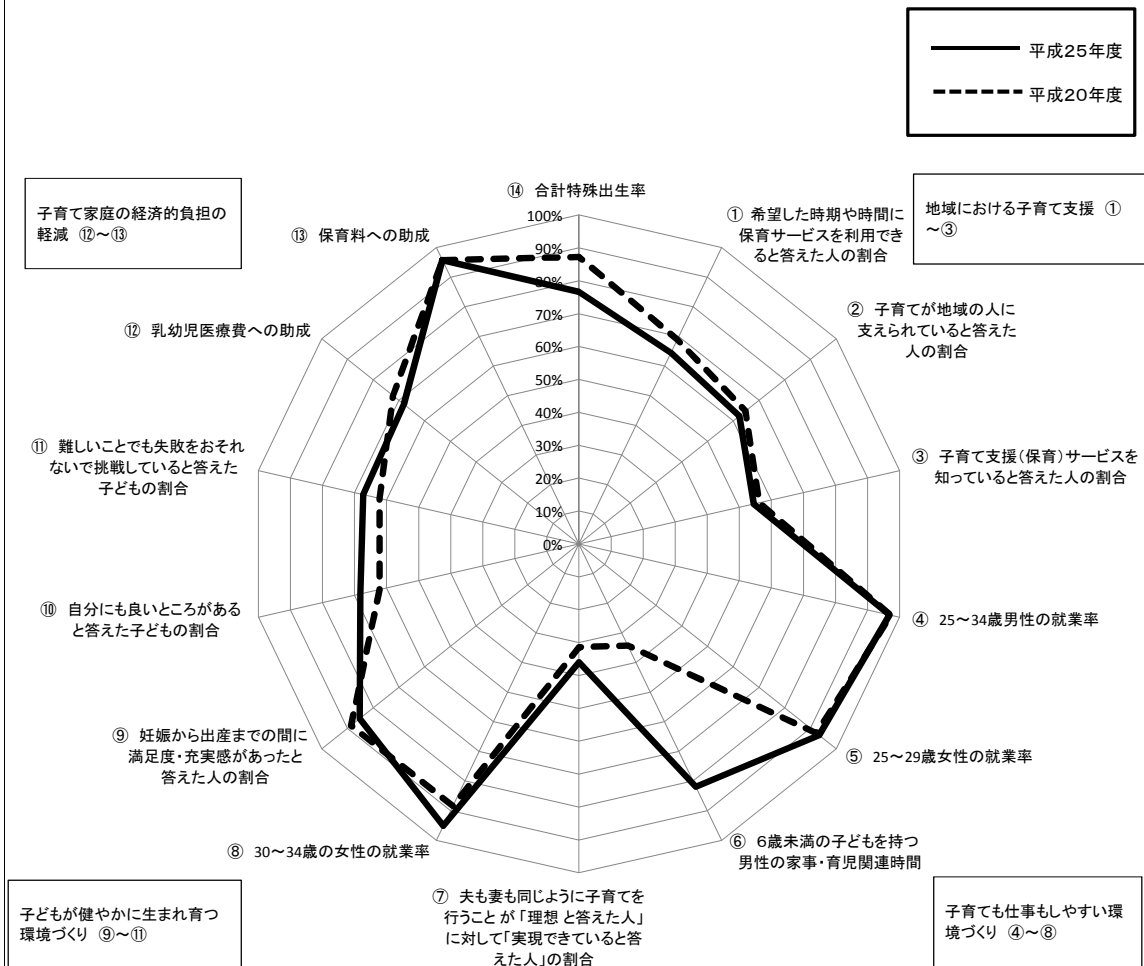 平成25年度
平成20年度
子育て家庭の経済的負担の
軽減 ⑫～⑬
地域における子育て支援 ①
～③
⑭ 合計特殊出生率
① 希望した時期や時間に
保育サービスを利用でき
ると答えた人の割合
② 子育てが地域の人に
支えられていると答えた
人の割合
③ 子育て支援（保育）サービスを
知っていると答えた人の割合
④ 25～34歳男性の就業率
⑤ 25～29歳女性の就業率
⑥ 6歳未満の子どもを持つ
男性の家事・育児関連時間
⑦ 夫も妻も同じように子育てを
行うこと が 「理想 と答えた人」
に対して「実現できていると答
えた人」の割合
⑧ 30～34歳の女性の就業率
⑨ 妊娠から出産までの間に
満足度・充実感があったと
答えた人の割合
⑩ 自分にも良いところがある
と答えた子どもの割合
⑪ 難しいことでも失敗をおそれ
ないで挑戦していると答えた
子どもの割合
⑫ 乳幼児医療費への助成
⑬ 保育料への助成
100%
90%
80%
70%
60%
50%
40%
30%
20%
10%
0%
子どもが健やかに生まれ育つ
環境づくり ⑨～⑪
子育ても仕事もしやすい環
境づくり ④～⑧